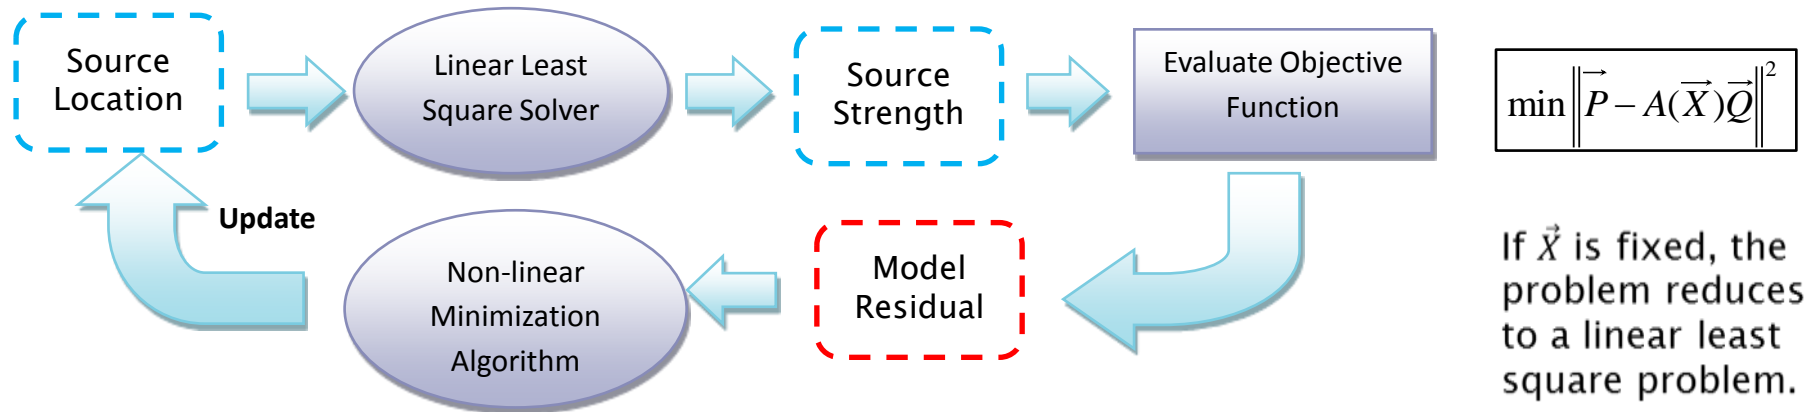 Source
Location
Linear Least
Square Solver
Source
Strength
Evaluate Objective
Function
min ‖P⃗ − A(X⃗)Q⃗‖²
Update
Non-linear
Minimization
Algorithm
Model
Residual
If X⃗ is fixed, the
problem reduces
to a linear least
square problem.